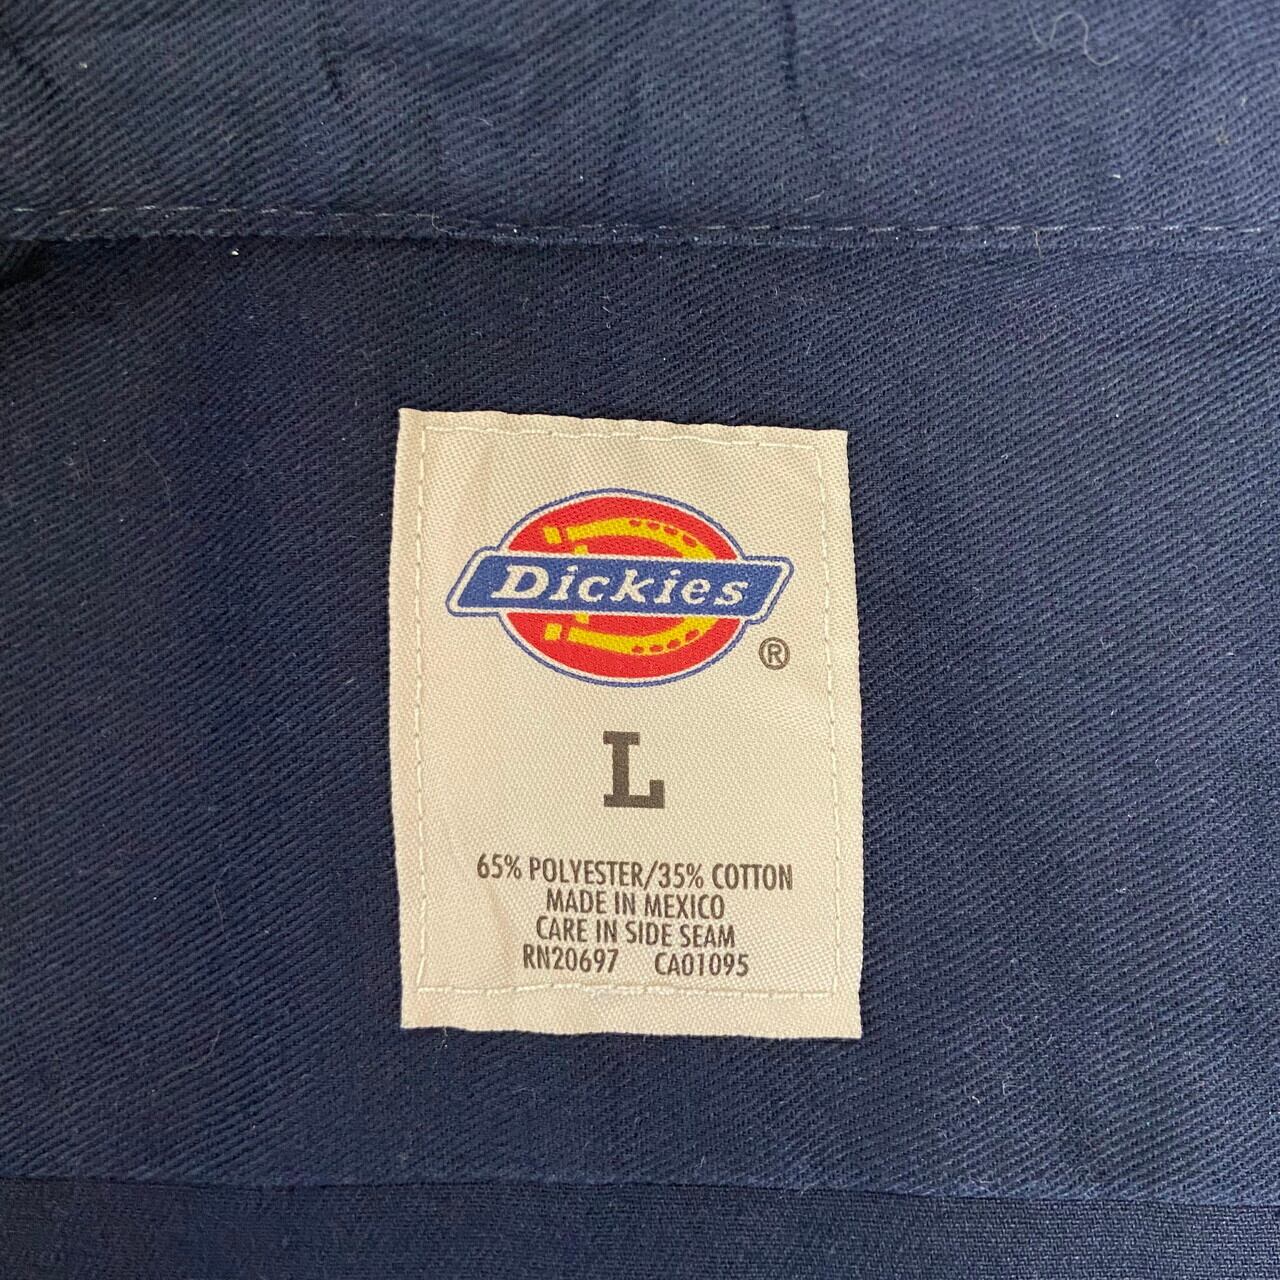 Dickies
®
L
65% POLYESTER/35% COTTON
MADE IN MEXICO
CARE IN SIDE SEAM
RN20697 CA01095